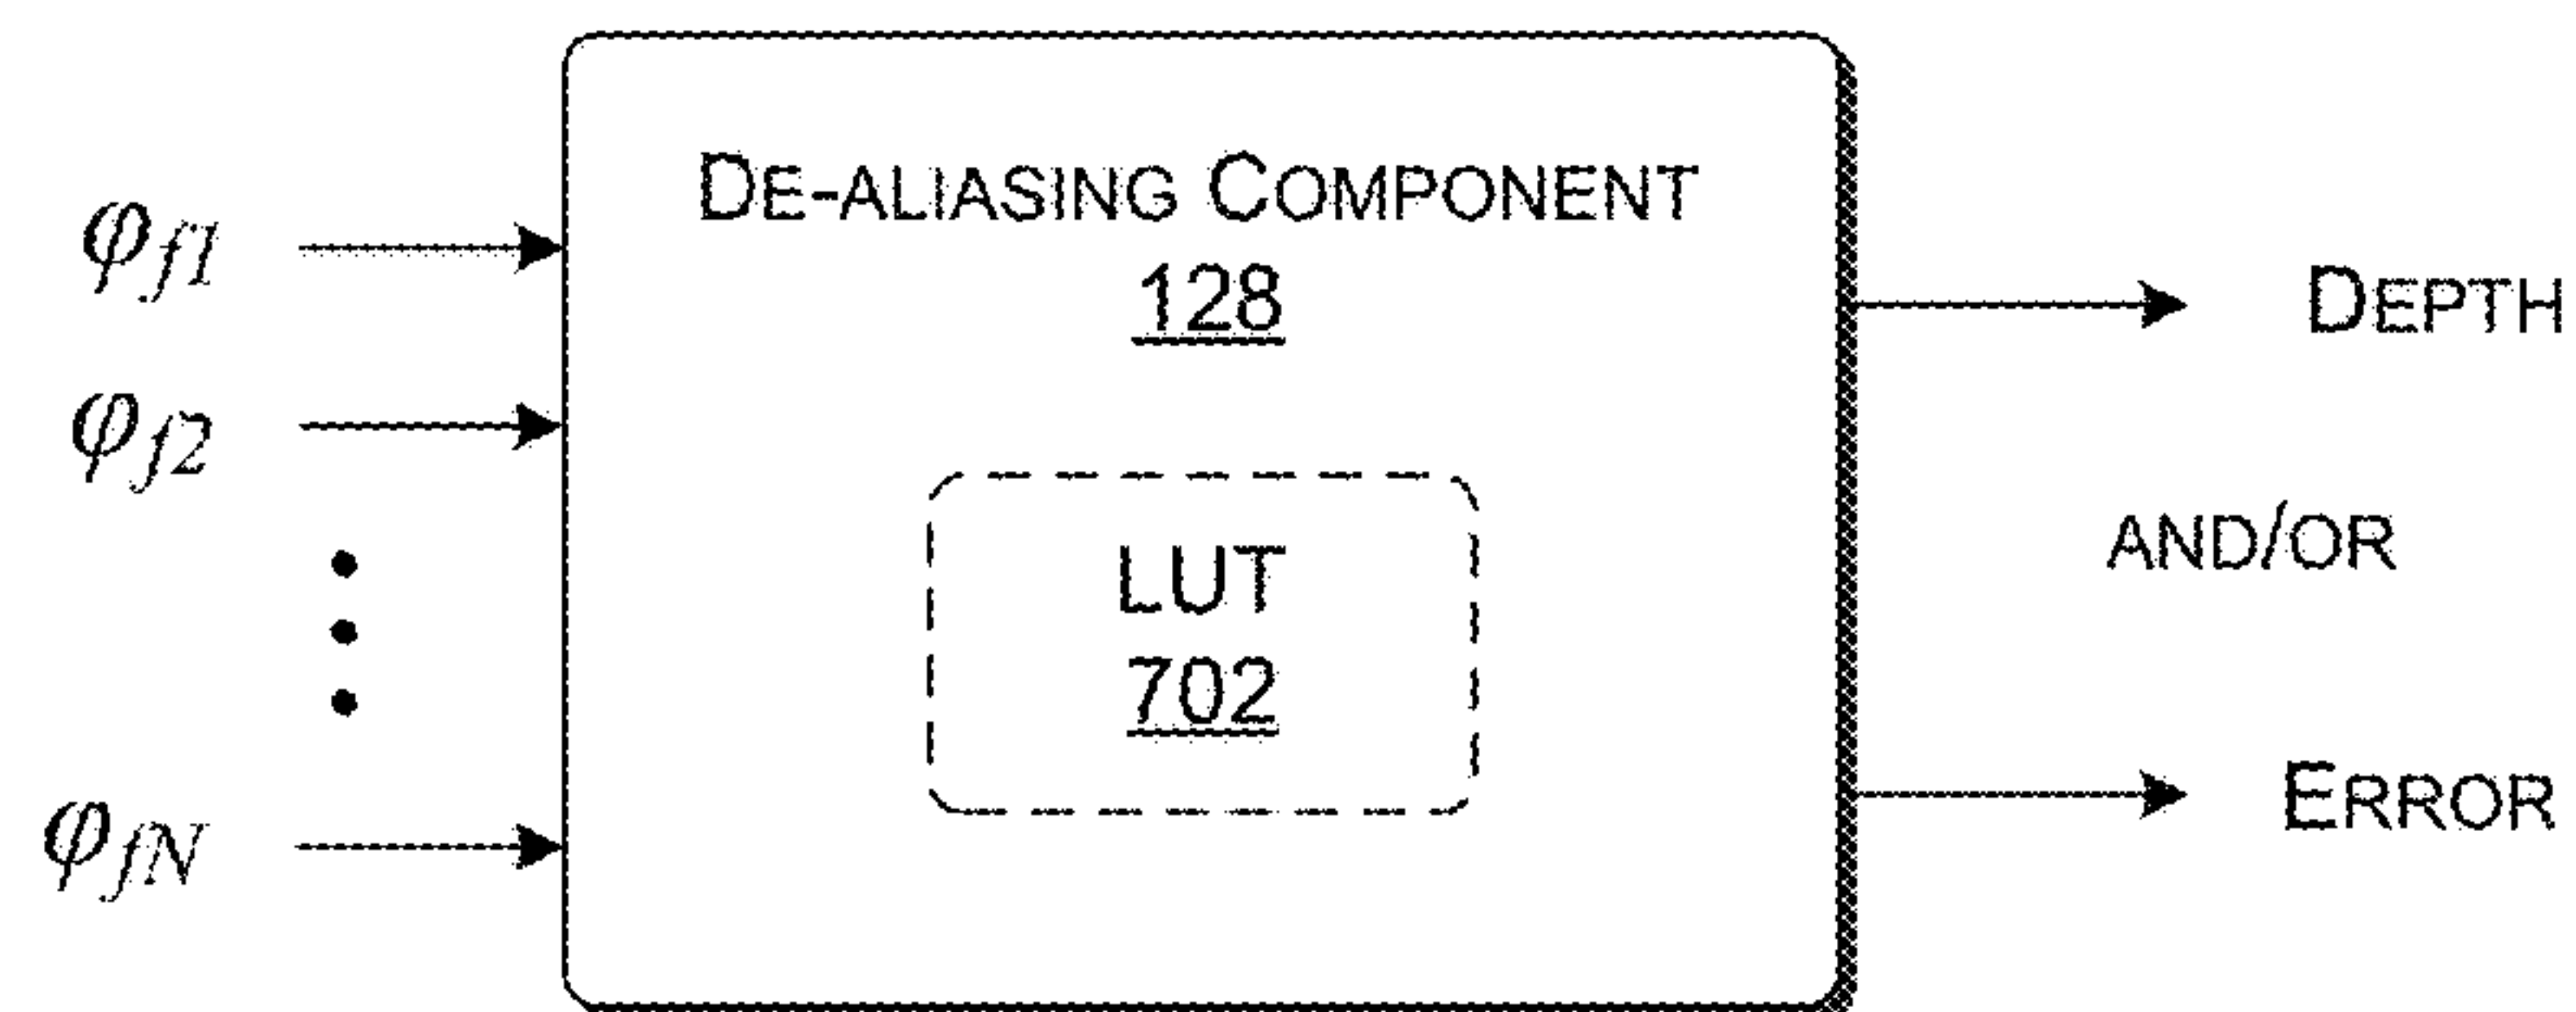 DE-ALIASING COMPONENT
128
φf1
φf2
φfN
LUT
702
DEPTH
AND/OR
ERROR